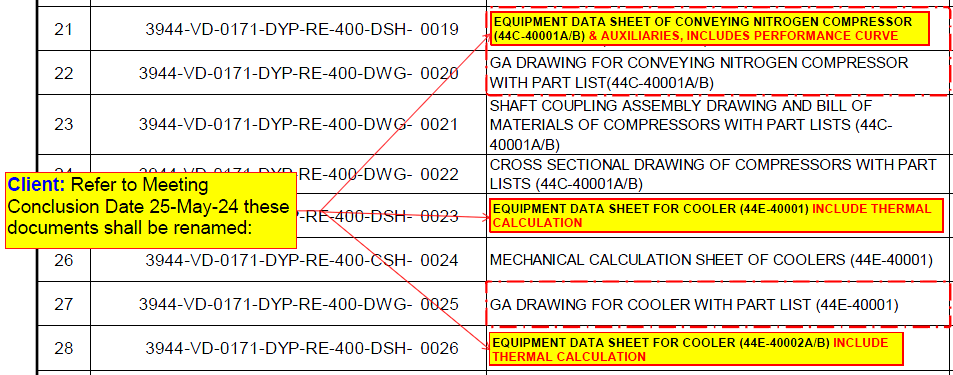 21 3944-VD-0171-DYP-RE-400-DSH- 0019 EQUIPMENT DATA SHEET OF CONVEYING NITROGEN COMPRESSOR
(44C-40001A/B) & AUXILIARIES, INCLUDES PERFORMANCE CURVE
22 3944-VD-0171-DYP-RE-400-DWG- 0020 GA DRAWING FOR CONVEYING NITROGEN COMPRESSOR
WITH PART LIST(44C-40001A/B)
23 3944-VD-0171-DYP-RE-400-DWG- 0021 SHAFT COUPLING ASSEMBLY DRAWING AND BILL OF
MATERIALS OF COMPRESSORS WITH PART LISTS (44C-
40001A/B)
0022 CROSS SECTIONAL DRAWING OF COMPRESSORS WITH PART
LISTS (44C-40001A/B)
Client: Refer to Meeting
Conclusion Date 25-May-24 these
documents shall be renamed:
-RE-400-DSH- 0023 EQUIPMENT DATA SHEET FOR COOLER (44E-40001) INCLUDE THERMAL
CALCULATION
26 3944-VD-0171-DYP-RE-400-CSH- 0024 MECHANICAL CALCULATION SHEET OF COOLERS (44E-40001)
27 3944-VD-0171-DYP-RE-400-DWG- 0025 GA DRAWING FOR COOLER WITH PART LIST (44E-40001)
28 3944-VD-0171-DYP-RE-400-DSH- 0026 EQUIPMENT DATA SHEET FOR COOLER (44E-40002A/B) INCLUDE
THERMAL CALCULATION